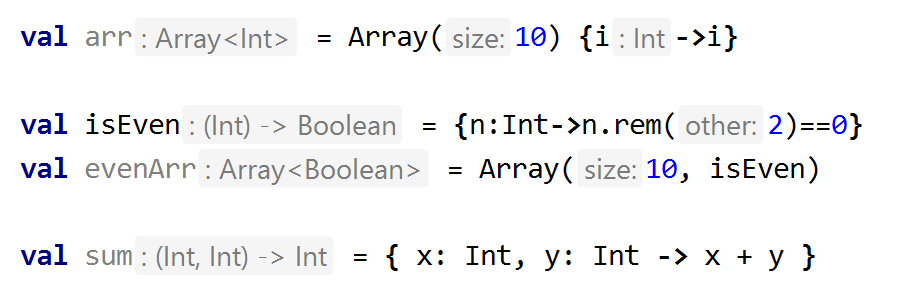 val arr : Array<Int> = Array( size: 10) {i : Int ->i}
val isEven : (Int) -> Boolean = {n:Int->n.rem( other: 2)==0}
val evenArr : Array<Boolean> = Array( size: 10, isEven)
val sum : (Int, Int) -> Int = { x: Int, y: Int -> x + y }